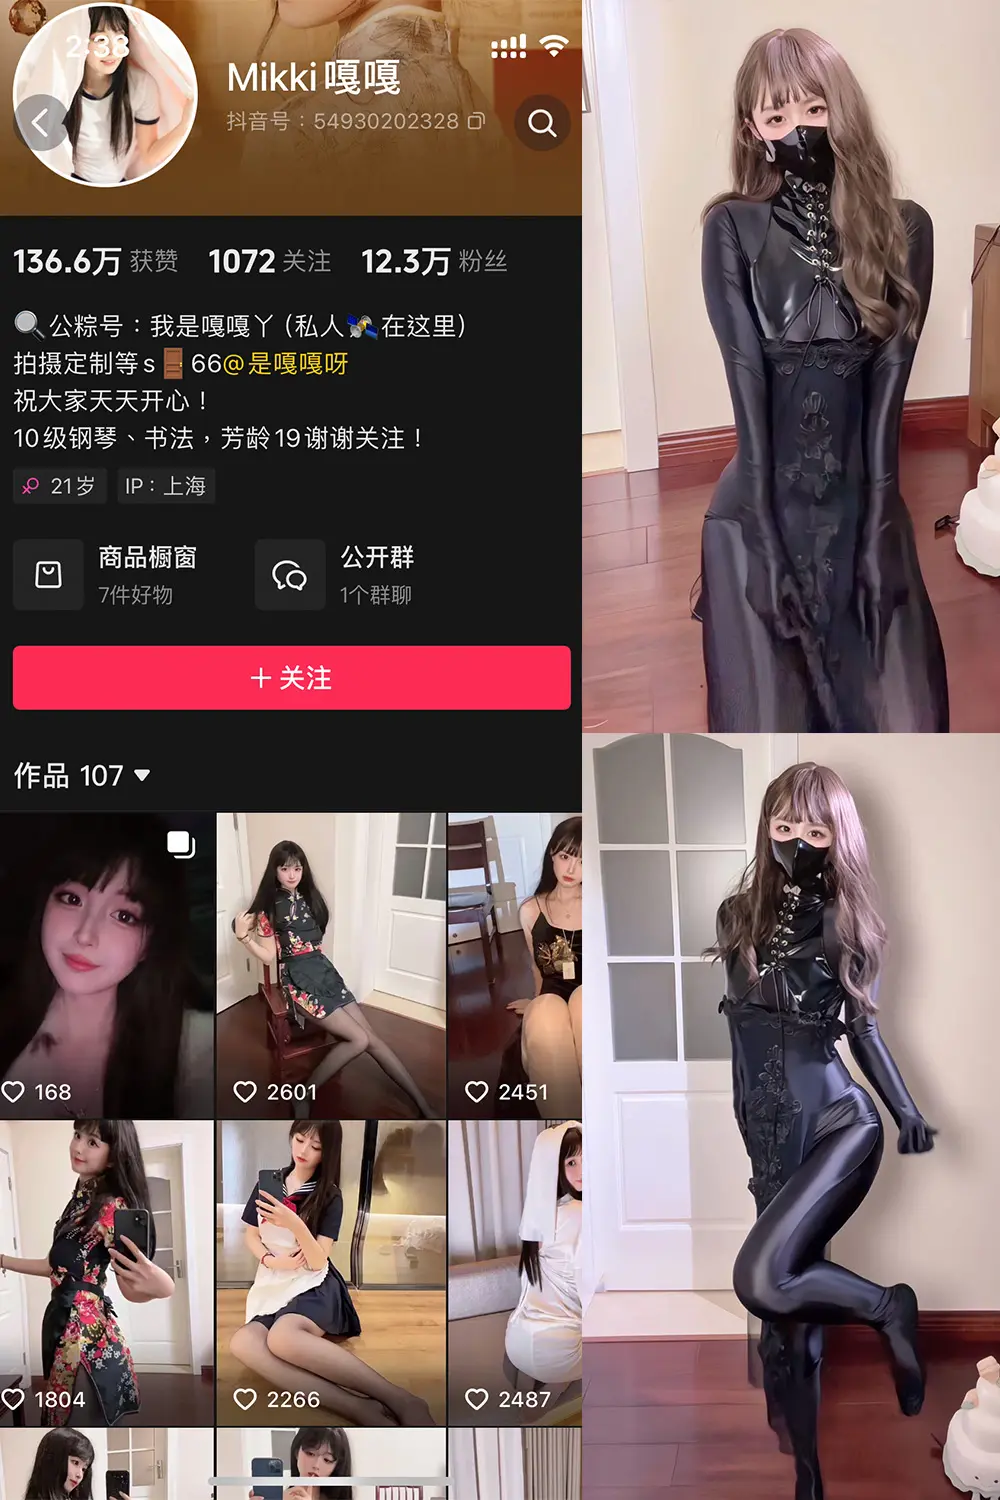 2:38
Mikki嘎嘎
抖音号：54930202328
136.6万 获赞 1072 关注 12.3万 粉丝
🔍公粽号：我是嘎嘎丫 (私人🛰️在这里)
拍摄定制等s🚪66@是嘎嘎呀
祝大家天天开心！
10级钢琴、书法，芳龄19谢谢关注！
21岁 IP：上海
商品橱窗 公开群
7件好物 1个群聊
+ 关注
作品 107
168 2601 2451
1804 2266 2487